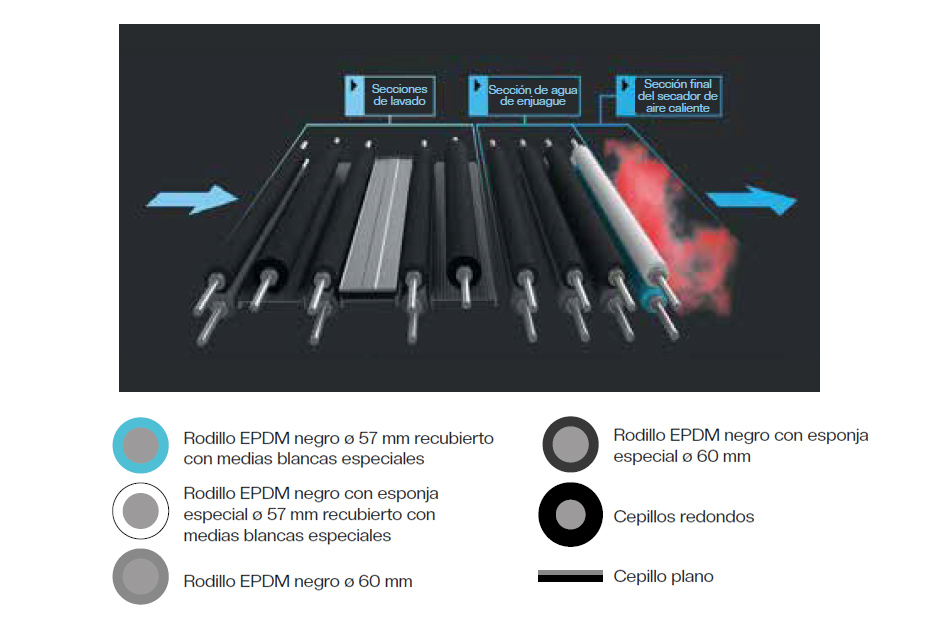 Secciones
de lavado
Sección de agua
de enjuague
Sección final
del secador de
aire caliente
Rodillo EPDM negro ø 57 mm recubierto
con medias blancas especiales
Rodillo EPDM negro con esponja
especial ø 57 mm recubierto con
medias blancas especiales
Rodillo EPDM negro ø 60 mm
Rodillo EPDM negro con esponja
especial ø 60 mm
Cepillos redondos
Cepillo plano